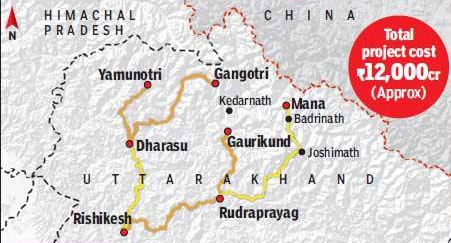 HIMACHAL
PRADESH
CHINA
N
Total
project cost
₹12,000cr
(Approx)
Yamunotri
Gangotri
Kedarnath
Mana
Badrinath
Dharasu
Gaurikund
Joshimath
UTTARAKHAND
Rishikesh
Rudraprayag